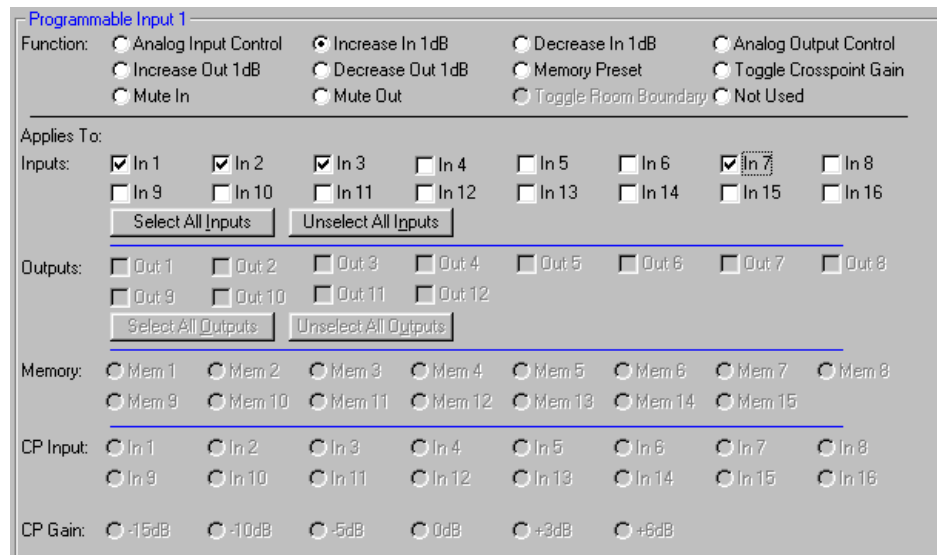 Programmable Input 1
Function: Analog Input Control Increase In 1dB Decrease In 1dB Analog Output Control
Increase Out 1dB Decrease Out 1dB Memory Preset Toggle Crosspoint Gain
Mute In Mute Out Toggle Room Boundary Not Used
Applies To:
Inputs: In 1 In 2 In 3 In 4 In 5 In 6 In 7 In 8
In 9 In 10 In 11 In 12 In 13 In 14 In 15 In 16
Select All Inputs Unselect All Inputs
Outputs: Out 1 Out 2 Out 3 Out 4 Out 5 Out 6 Out 7 Out 8
Out 9 Out 10 Out 11 Out 12
Select All Outputs Unselect All Outputs
Memory: Mem 1 Mem 2 Mem 3 Mem 4 Mem 5 Mem 6 Mem 7 Mem 8
Mem 9 Mem 10 Mem 11 Mem 12 Mem 13 Mem 14 Mem 15
CP Input: In 1 In 2 In 3 In 4 In 5 In 6 In 7 In 8
In 9 In 10 In 11 In 12 In 13 In 14 In 15 In 16
CP Gain: -15dB -10dB -5dB 0dB +3dB +6dB